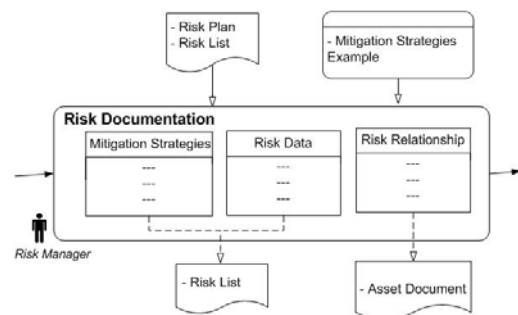 - Risk Plan
- Risk List
- Mitigation Strategies
Example
Risk Documentation
Mitigation Strategies
---
---
---
Risk Data
---
---
---
Risk Relationship
---
---
---
Risk Manager
- Risk List
- Asset Document